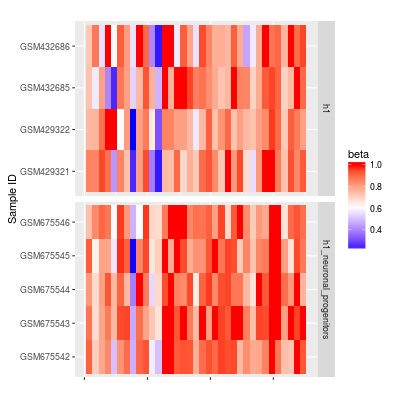 Sample ID
GSM432686
GSM432685
GSM429322
GSM429321
h1
GSM675546
GSM675545
GSM675544
GSM675543
GSM675542
h1_neuronal_progenitors
beta
1.0
0.8
0.6
0.4